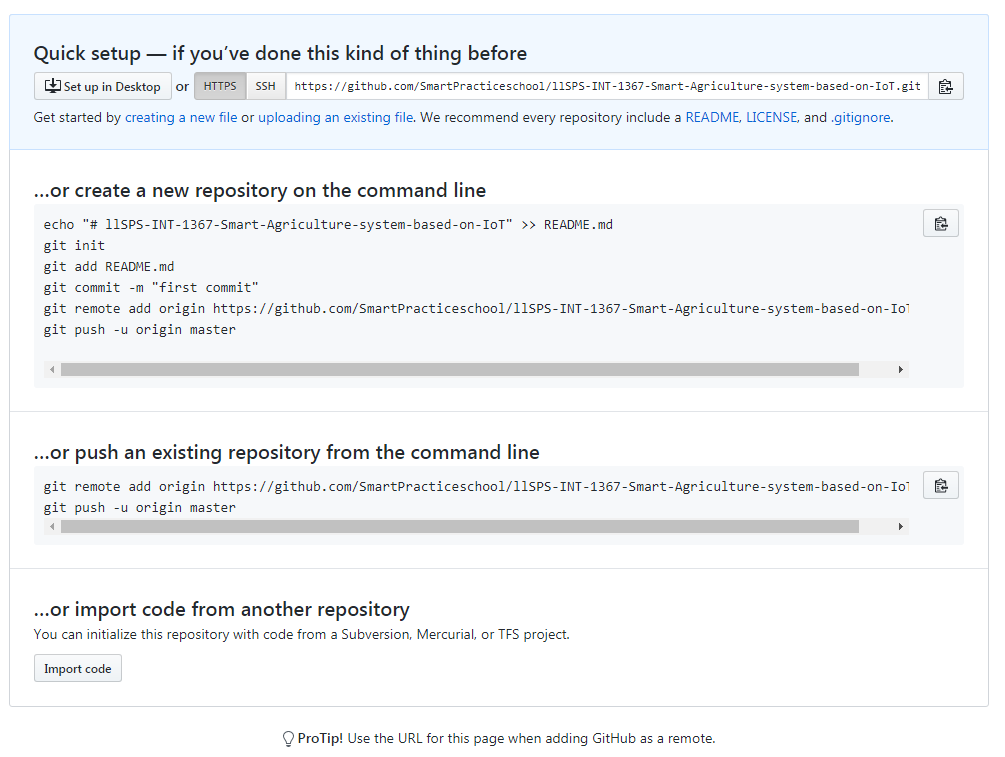 Quick setup — if you’ve done this kind of thing before
Set up in Desktop or HTTPS SSH https://github.com/SmartPracticeschool/llSPS-INT-1367-Smart-Agriculture-system-based-on-IoT.git
Get started by creating a new file or uploading an existing file. We recommend every repository include a README, LICENSE, and .gitignore.
…or create a new repository on the command line
echo "# llSPS-INT-1367-Smart-Agriculture-system-based-on-IoT" >> README.md
git init
git add README.md
git commit -m "first commit"
git remote add origin https://github.com/SmartPracticeschool/llSPS-INT-1367-Smart-Agriculture-system-based-on-IoT
git push -u origin master
…or push an existing repository from the command line
git remote add origin https://github.com/SmartPracticeschool/llSPS-INT-1367-Smart-Agriculture-system-based-on-IoT
git push -u origin master
…or import code from another repository
You can initialize this repository with code from a Subversion, Mercurial, or TFS project.
Import code
ProTip! Use the URL for this page when adding GitHub as a remote.